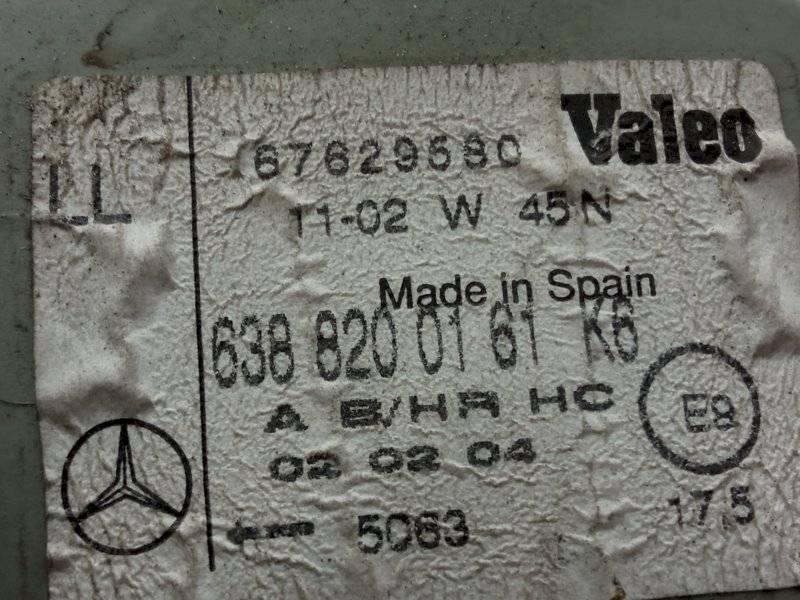 Valeo
67629580
LL
11-02 W 45N
Made in Spain
638 820 01 61 K6
A B/HR HC
E8
02 02 04
5063
17,5